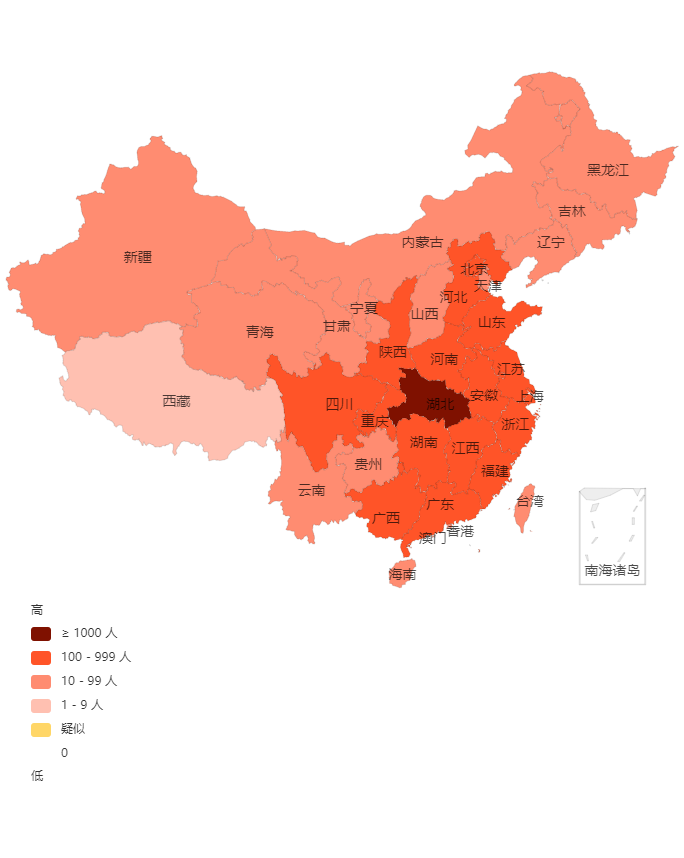 黑龙江
吉林
辽宁
内蒙古
新疆
北京
天津
河北
宁夏
山西
甘肃
山东
青海
陕西
河南
江苏
西藏
四川
湖北
安徽
上海
重庆
浙江
湖南
江西
贵州
福建
云南
台湾
广东
广西
香港
澳门
海南
南海诸岛
高
≥ 1000 人
100 - 999 人
10 - 99 人
1 - 9 人
疑似
0
低